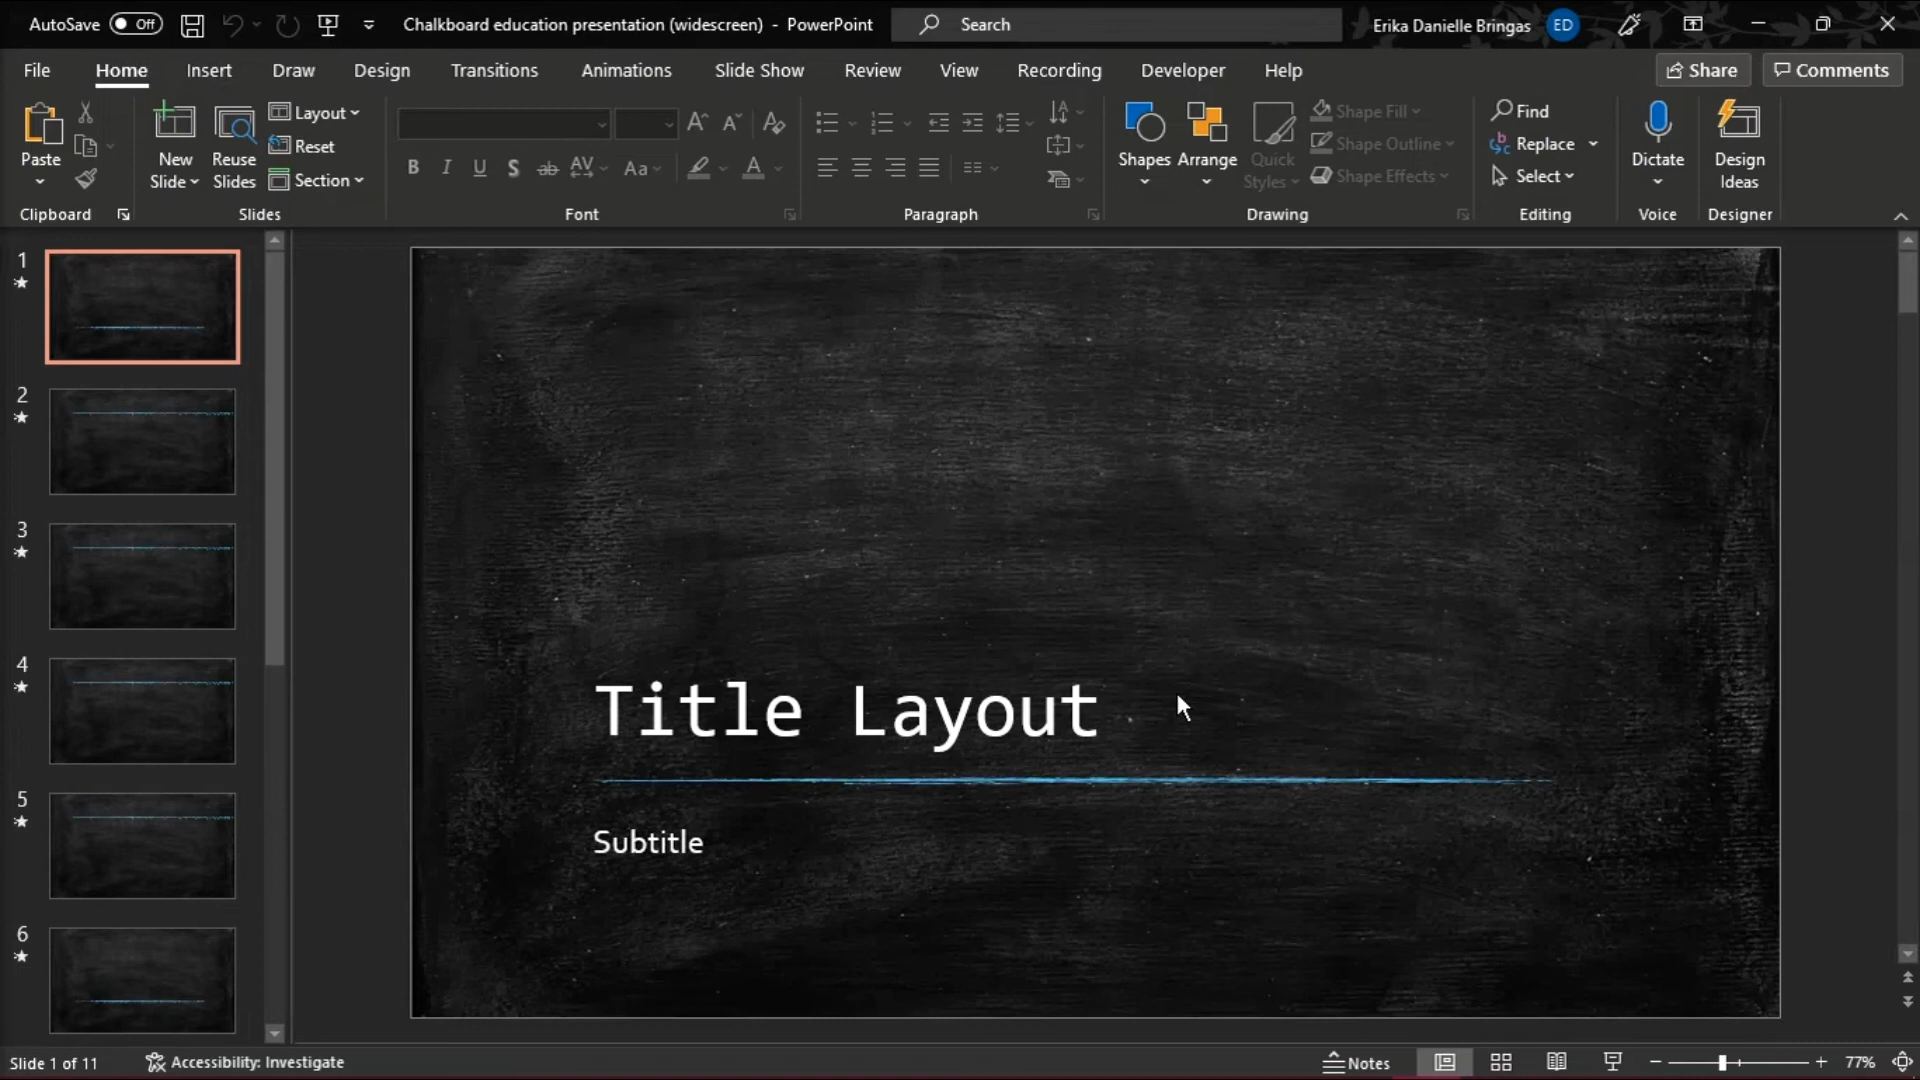 AutoSave Off Chalkboard education presentation (widescreen) - PowerPoint Search Erika Danielle Bringas ED
File Home Insert Draw Design Transitions Animations Slide Show Review View Recording Developer Help Share Comments
Paste
New Slide
Reuse Slides
Layout
Reset
Section
B I U S ab AV Aa A
Shapes
Arrange
Quick Styles
Shape Fill
Shape Outline
Shape Effects
Find
Replace
Select
Dictate
Design Ideas
Clipboard Slides Font Paragraph Drawing Editing Voice Designer
1
2
3
4
5
6
Title Layout
Subtitle
Slide 1 of 11 Accessibility: Investigate Notes 77%